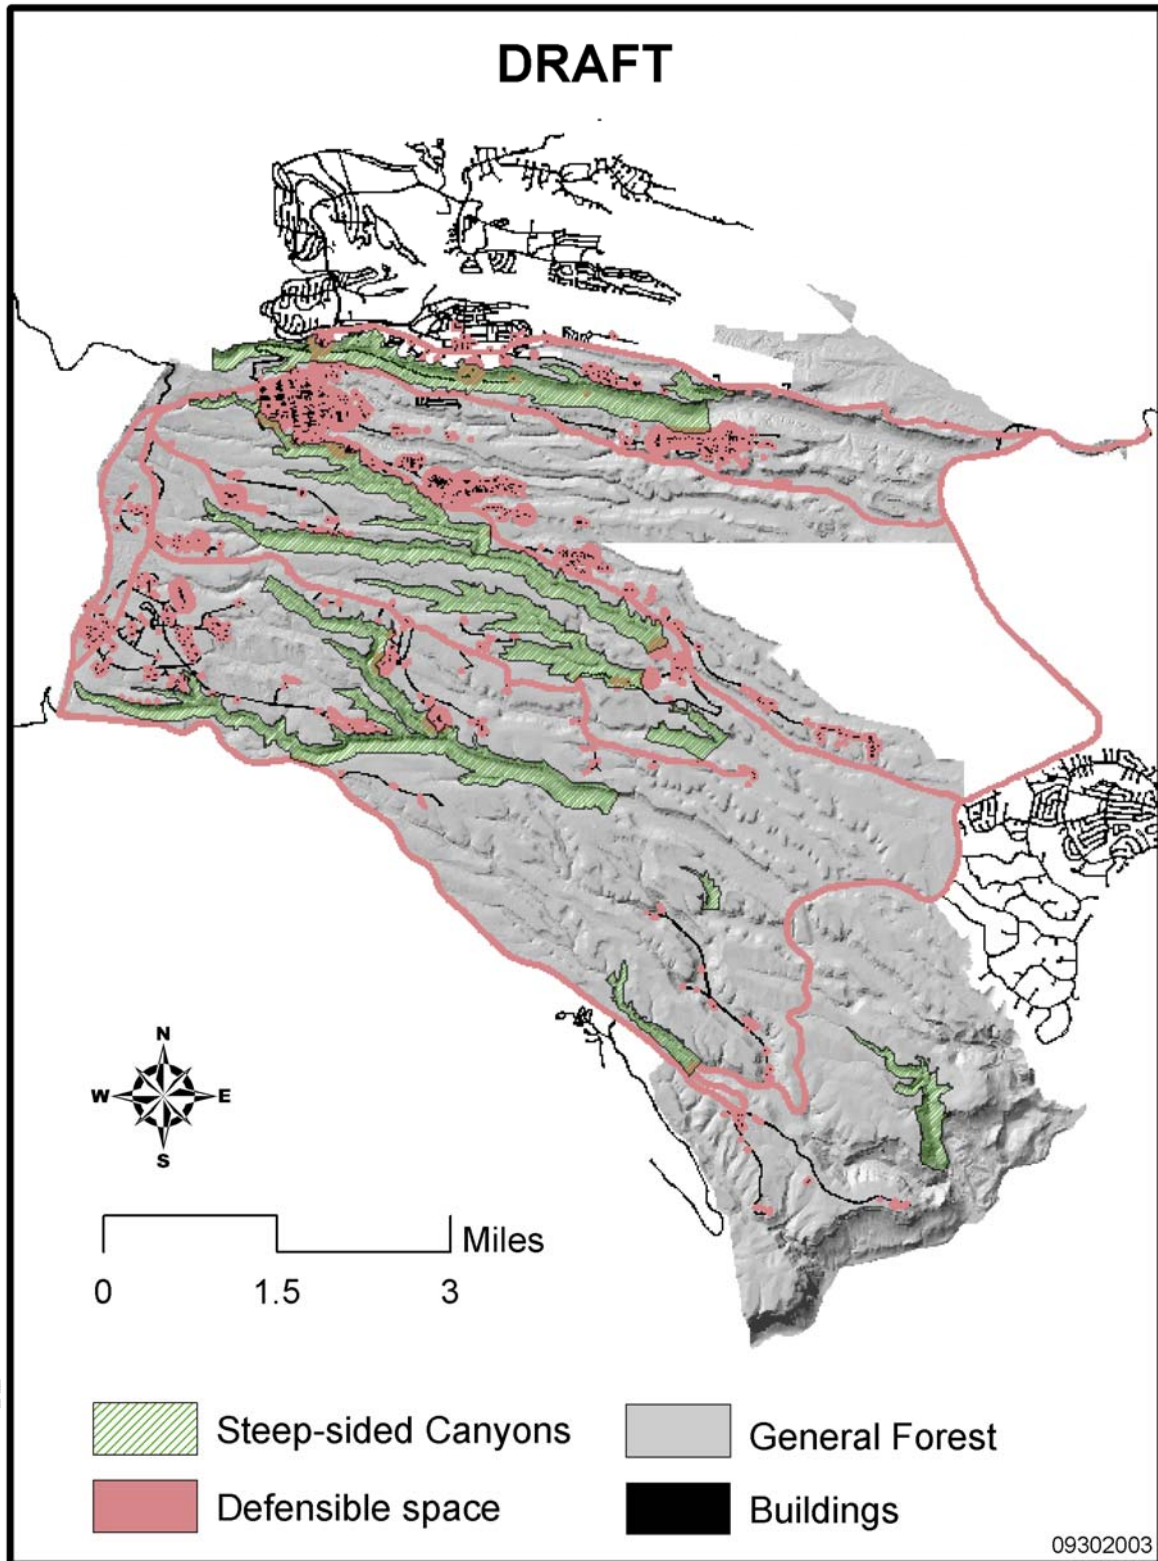 DRAFT
N
W E
S
Miles
0 1.5 3
Steep-sided Canyons
General Forest
Defensible space
Buildings
09302003